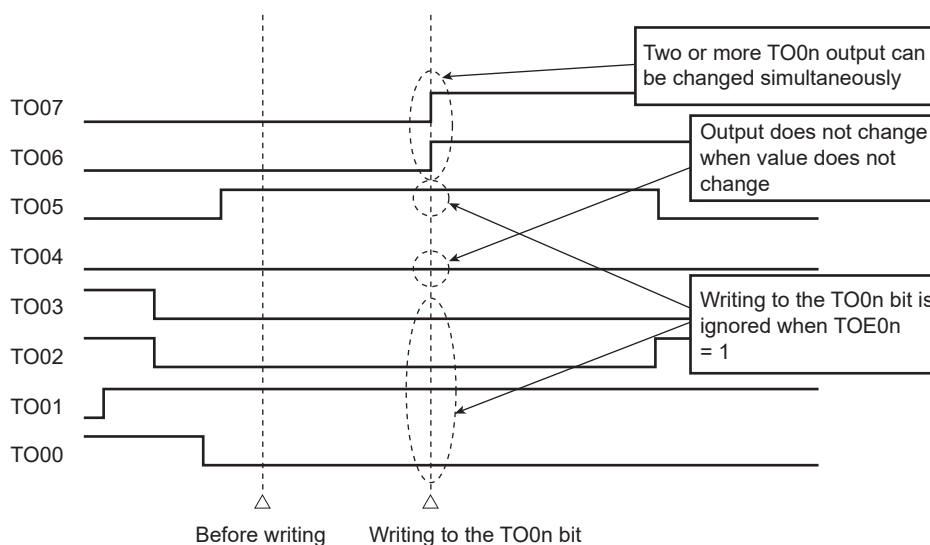 Two or more TO0n output can
be changed simultaneously
TO07
Output does not change
when value does not
change
TO06
TO05
TO04
TO03
Writing to the TO0n bit is
ignored when TOE0n
= 1
TO02
TO01
TO00
Before writing
Writing to the TO0n bit